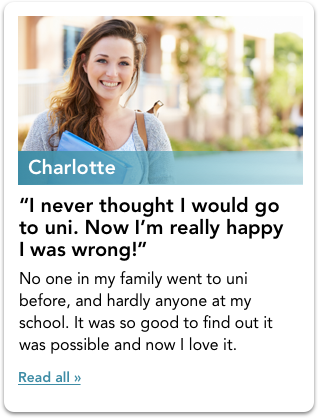 Charlotte
“I never thought I would go
to uni. Now I’m really happy
I was wrong!”
No one in my family went to uni
before, and hardly anyone at my
school. It was so good to find out it
was possible and now I love it.
Read all »